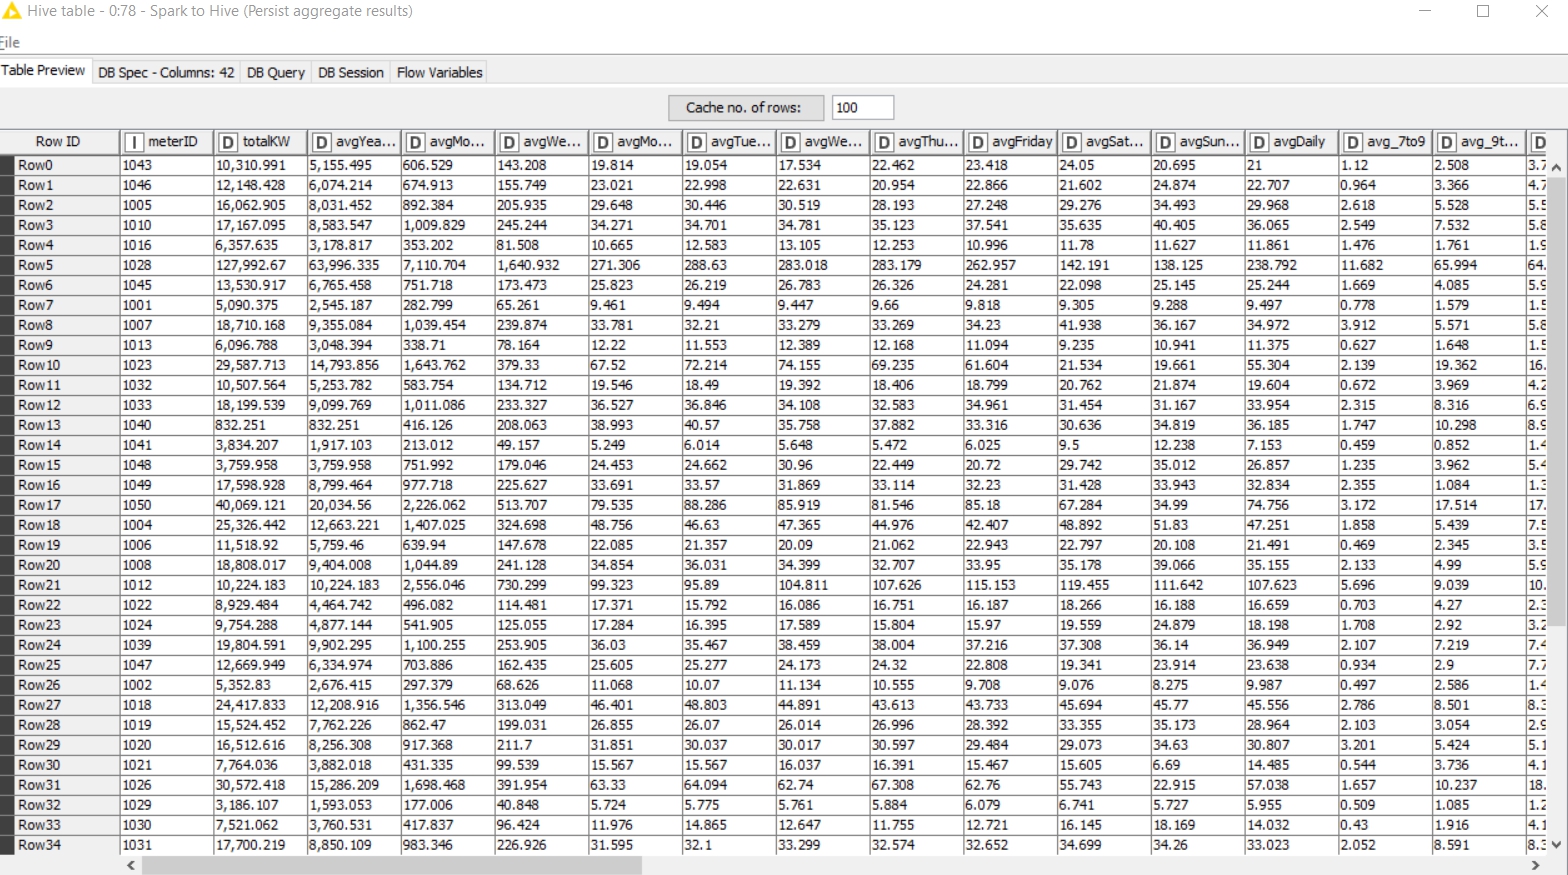 Hive table - 0:78 - Spark to Hive (Persist aggregate results)
File
Table Preview DB Spec - Columns: 42 DB Query DB Session Flow Variables
Cache no. of rows: 100
Row ID I meterID D totalKW D avgYea... D avgMo... D avgWe... D avgMo... D avgTue... D avgWe... D avgThu... D avgFriday D avgSat... D avgSun... D avgDaily D avg_7to9 D avg_9t... D
Row0 1043 10,310.991 5,155.495 606.529 143.208 19.814 19.054 17.534 22.462 23.418 24.05 20.695 21 1.12 2.508 3.7
Row1 1046 12,148.428 6,074.214 674.913 155.749 23.021 22.998 22.631 20.954 22.866 21.602 24.874 22.707 0.964 3.366 4.7
Row2 1005 16,062.905 8,031.452 892.384 205.935 29.648 30.446 30.519 28.193 27.248 29.276 34.493 29.968 2.618 5.528 5.5
Row3 1010 17,167.095 8,583.547 1,009.829 245.244 34.271 34.701 34.781 35.123 37.541 35.635 40.405 36.065 2.549 7.532 5.8
Row4 1016 6,357.635 3,178.817 353.202 81.508 10.665 12.583 13.105 12.253 10.996 11.78 11.627 11.861 1.476 1.761 1.9
Row5 1028 127,992.67 63,996.335 7,110.704 1,640.932 271.306 288.63 283.018 283.179 262.957 142.191 138.125 238.792 11.682 65.994 64.
Row6 1045 13,530.917 6,765.458 751.718 173.473 25.823 26.219 26.783 26.326 24.281 22.098 25.145 25.244 1.669 4.085 5.9
Row7 1001 5,090.375 2,545.187 282.799 65.261 9.461 9.494 9.447 9.66 9.818 9.305 9.288 9.497 0.778 1.579 1.5
Row8 1007 18,710.168 9,355.084 1,039.454 239.874 33.781 32.21 33.279 33.269 34.23 41.938 36.167 34.972 3.912 5.571 5.8
Row9 1013 6,096.788 3,048.394 338.71 78.164 12.22 11.553 12.389 12.168 11.094 9.235 10.941 11.375 0.627 1.648 1.5
Row10 1023 29,587.713 14,793.856 1,643.762 379.33 67.52 72.214 74.155 69.235 61.604 21.534 19.661 55.304 2.139 19.362 16.
Row11 1032 10,507.564 5,253.782 583.754 134.712 19.546 18.49 19.392 18.406 18.799 20.762 21.874 19.604 0.672 3.969 4.2
Row12 1033 18,199.539 9,099.769 1,011.086 233.327 36.527 36.846 34.108 32.583 34.961 31.454 31.167 33.954 2.315 8.316 6.9
Row13 1040 832.251 832.251 416.126 208.063 38.993 40.57 35.758 37.882 33.316 30.636 34.819 36.185 1.747 10.298 8.9
Row14 1041 3,834.207 1,917.103 213.012 49.157 5.249 6.014 5.648 5.472 6.025 9.5 12.238 7.153 0.459 0.852 1.4
Row15 1048 3,759.958 3,759.958 751.992 179.046 24.453 24.662 30.96 22.449 20.72 29.742 35.012 26.857 1.235 3.962 5.4
Row16 1049 17,598.928 8,799.464 977.718 225.627 33.691 33.57 31.869 33.114 32.23 31.428 33.943 32.834 2.355 1.084 1.3
Row17 1050 40,069.121 20,034.56 2,226.062 513.707 79.535 88.286 85.919 81.546 85.18 67.284 34.99 74.756 3.172 17.514 17.
Row18 1004 25,326.442 12,663.221 1,407.025 324.698 48.756 46.63 47.365 44.976 42.407 48.892 51.83 47.251 1.858 5.439 7.5
Row19 1006 11,518.92 5,759.46 639.94 147.678 22.085 21.357 20.09 21.062 22.943 22.797 20.108 21.491 0.469 2.345 3.5
Row20 1008 18,808.017 9,404.008 1,044.89 241.128 34.854 36.031 34.399 32.707 33.95 35.178 39.066 35.155 2.133 4.99 5.9
Row21 1012 10,224.183 10,224.183 2,556.046 730.299 99.323 95.89 104.811 107.626 115.153 119.455 111.642 107.623 5.696 9.039 10.
Row22 1022 8,929.484 4,464.742 496.082 114.481 17.371 15.792 16.086 16.751 16.187 18.266 16.188 16.659 0.703 4.27 2.3
Row23 1024 9,754.288 4,877.144 541.905 125.055 17.284 16.395 17.589 15.804 15.97 19.559 24.879 18.198 1.708 2.92 3.2
Row24 1039 19,804.591 9,902.295 1,100.255 253.905 36.03 35.467 38.459 38.004 37.216 37.308 36.14 36.949 2.107 7.219 7.4
Row25 1047 12,669.949 6,334.974 703.886 162.435 25.605 25.277 24.173 24.32 22.808 19.341 23.914 23.638 0.934 2.9 7.7
Row26 1002 5,352.83 2,676.415 297.379 68.626 11.068 10.07 11.134 10.555 9.708 9.076 8.275 9.987 0.497 2.586 1.4
Row27 1018 24,417.833 12,208.916 1,356.546 313.049 46.401 48.803 44.891 43.613 43.733 45.694 45.77 45.556 2.786 8.501 8.3
Row28 1019 15,524.452 7,762.226 862.47 199.031 26.855 26.07 26.014 26.996 28.392 33.355 35.173 28.964 2.103 3.054 2.9
Row29 1020 16,512.616 8,256.308 917.368 211.7 31.851 30.037 30.017 30.597 29.484 29.073 34.63 30.807 3.201 5.424 5.1
Row30 1021 7,764.036 3,882.018 431.335 99.539 15.567 15.567 16.037 16.391 15.467 15.605 6.69 14.485 0.544 3.736 4.1
Row31 1026 30,572.418 15,286.209 1,698.468 391.954 63.33 64.094 62.74 67.308 62.76 55.743 22.915 57.038 1.657 10.237 18.
Row32 1029 3,186.107 1,593.053 177.006 40.848 5.724 5.775 5.761 5.884 6.079 6.741 5.727 5.955 0.509 1.085 1.2
Row33 1030 7,521.062 3,760.531 417.837 96.424 11.976 14.865 12.647 11.755 12.721 16.145 18.169 14.032 0.43 1.916 4.1
Row34 1031 17,700.219 8,850.109 983.346 226.926 31.595 32.1 33.299 32.574 32.652 34.699 34.26 33.023 2.052 8.591 8.3